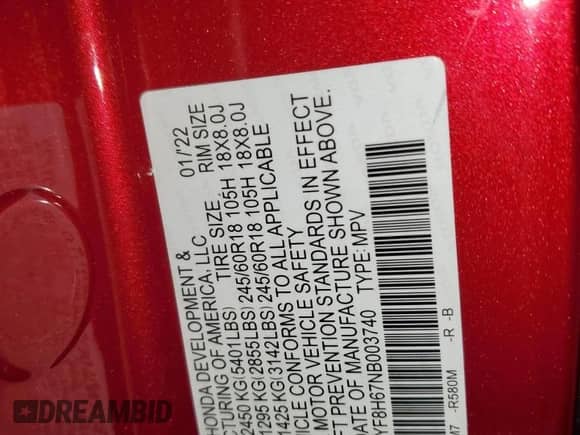 HONDA DEVELOPMENT & 01/'22
TURING OF AMERICA, LLC RIM SIZE
TIRE SIZE
2450 KG(5401LBS) 245/60R18 105H 18X8.0J
1295 KG(2855LBS) 245/60R18 105H 18X8.0J
1425 KG(3142LBS)
CONFORMS TO ALL APPLICABLE
MOTOR VEHICLE SAFETY
PREVENTION STANDARDS IN EFFECT
DATE OF MANUFACTURE SHOWN ABOVE.
YF8H67NB003740 TYPE: MPV
-R580M -R -B
DREAMBID